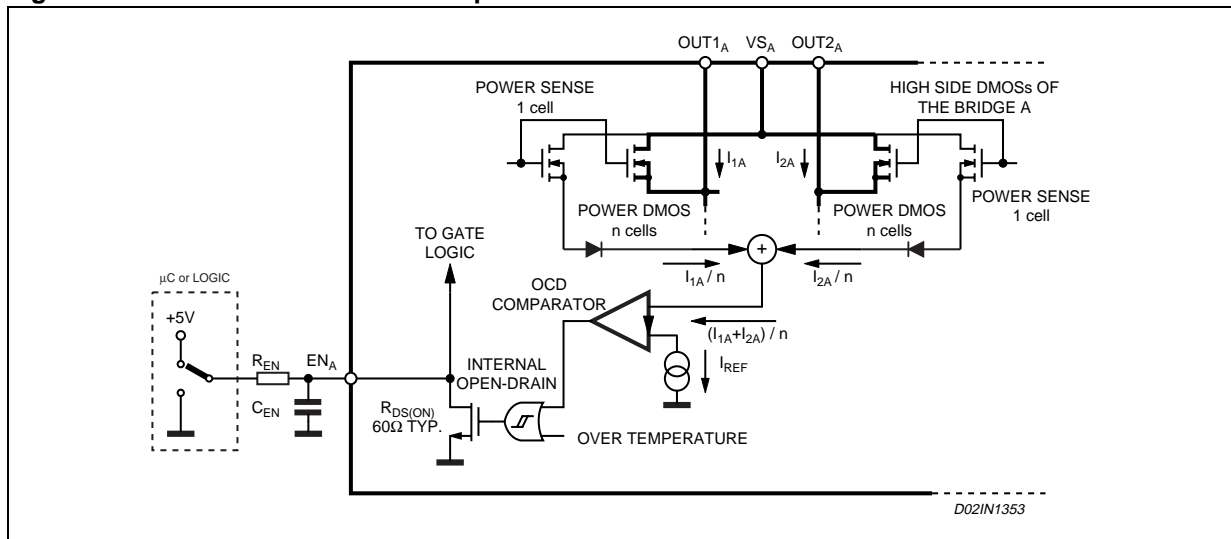 OUT1A VSA OUT2A
POWER SENSE
1 cell
HIGH SIDE DMOSs OF
THE BRIDGE A
I1A
I2A
POWER SENSE
1 cell
POWER DMOS
n cells
POWER DMOS
n cells
TO GATE
LOGIC
+
I1A / n
I2A / n
μC or LOGIC
OCD
COMPARATOR
+5V
(I1A+I2A) / n
IREF
REN
ENA
INTERNAL
OPEN-DRAIN
CEN
RDS(ON)
60Ω TYP.
OVER TEMPERATURE
D02IN1353